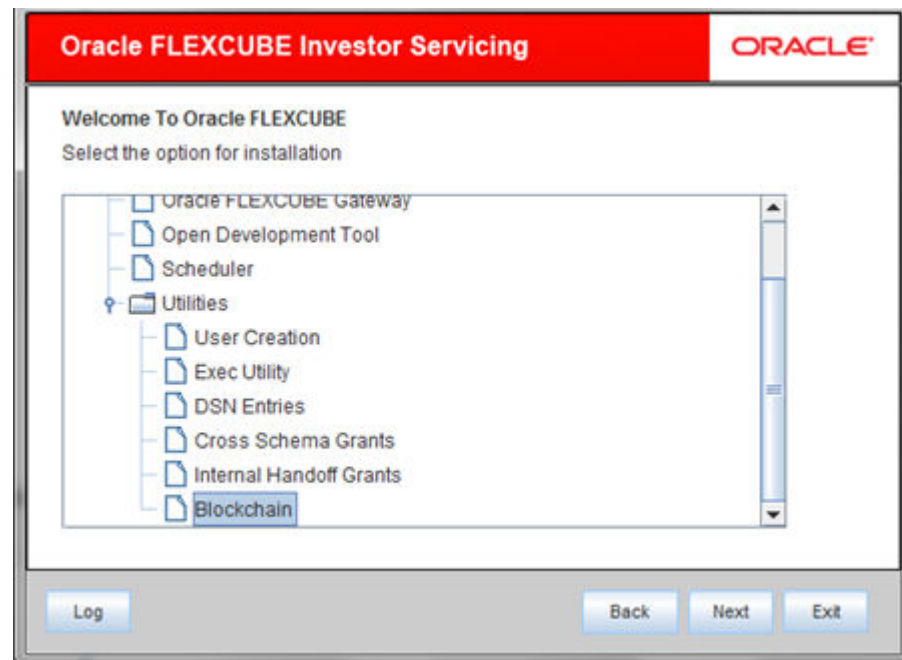 Oracle FLEXCUBE Investor Servicing
ORACLE
Welcome To Oracle FLEXCUBE
Select the option for installation
Oracle FLEXCUBE Gateway
Open Development Tool
Scheduler
Utilities
User Creation
Exec Utility
DSN Entries
Cross Schema Grants
Internal Handoff Grants
Blockchain
Log
Back
Next
Exit